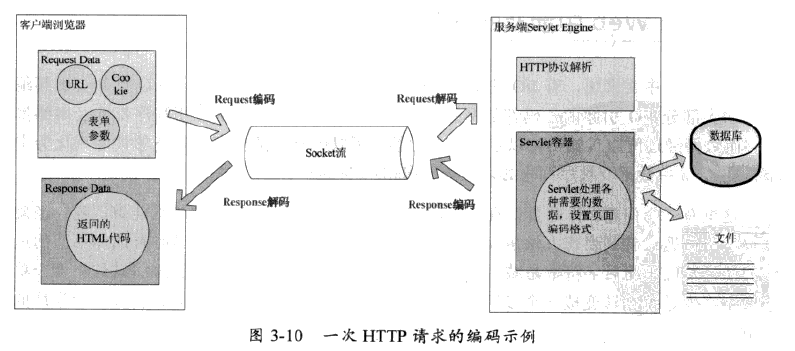 客户端浏览器
Request Data
URL
Coo
kie
表单
参数
Response Data
返回的
HTML代码
Request编码
Response解码
Socket流
Request解码
Response编码
服务端Servlet Engine
HTTP协议解析
Servlet容器
Servlet处理各
种需要的数
据，设置页面
编码格式
数据库
文件
图 3-10 一次 HTTP 请求的编码示例